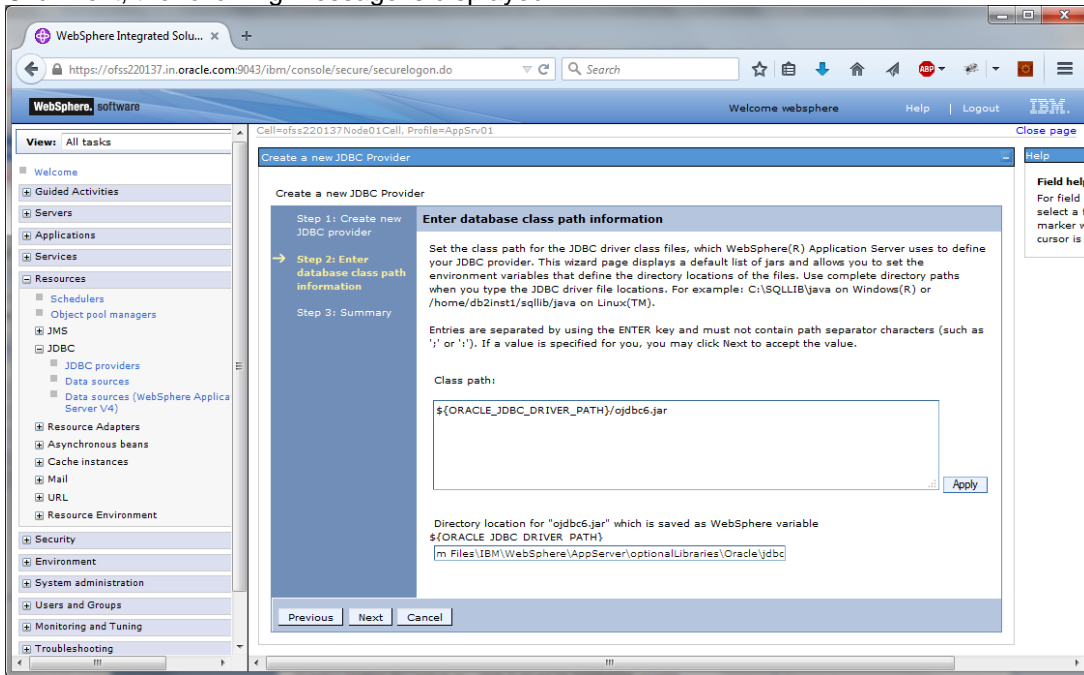 WebSphere Integrated Solu...
https://ofss220137.in.oracle.com:9043/ibm/console/secure/securelogon.do
Search
ABP
WebSphere. software
Welcome websphere
Help | Logout
IBM.
View: All tasks
Cell=ofss220137Node01Cell, Profile=AppSrv01
Close page
Welcome
Guided Activities
Servers
Applications
Services
Resources
Schedulers
Object pool managers
JMS
JDBC
JDBC providers
Data sources
Data sources (WebSphere Applica
Server V4)
Resource Adapters
Asynchronous beans
Cache instances
Mail
URL
Resource Environment
Security
Environment
System administration
Users and Groups
Monitoring and Tuning
Troubleshooting
Create a new JDBC Provider
Create a new JDBC Provider
Step 1: Create new
JDBC provider
Step 2: Enter
database class path
information
Step 3: Summary
Enter database class path information
Set the class path for the JDBC driver class files, which WebSphere(R) Application Server uses to define
your JDBC provider. This wizard page displays a default list of jars and allows you to set the
environment variables that define the directory locations of the files. Use complete directory paths
when you type the JDBC driver file locations. For example: C:\SQLLIB\java on Windows(R) or
/home/db2inst1/sqllib/java on Linux(TM).
Entries are separated by using the ENTER key and must not contain path separator characters (such as
';' or ':'). If a value is specified for you, you may click Next to accept the value.
Class path:
${ORACLE_JDBC_DRIVER_PATH}/ojdbc6.jar
Apply
Directory location for "ojdbc6.jar" which is saved as WebSphere variable
${ORACLE_JDBC_DRIVER_PATH}
m Files\IBM\WebSphere\AppServer\optionalLibraries\Oracle\jdbc
Previous
Next
Cancel
Help
Field hel
For field
select a
marker
cursor is